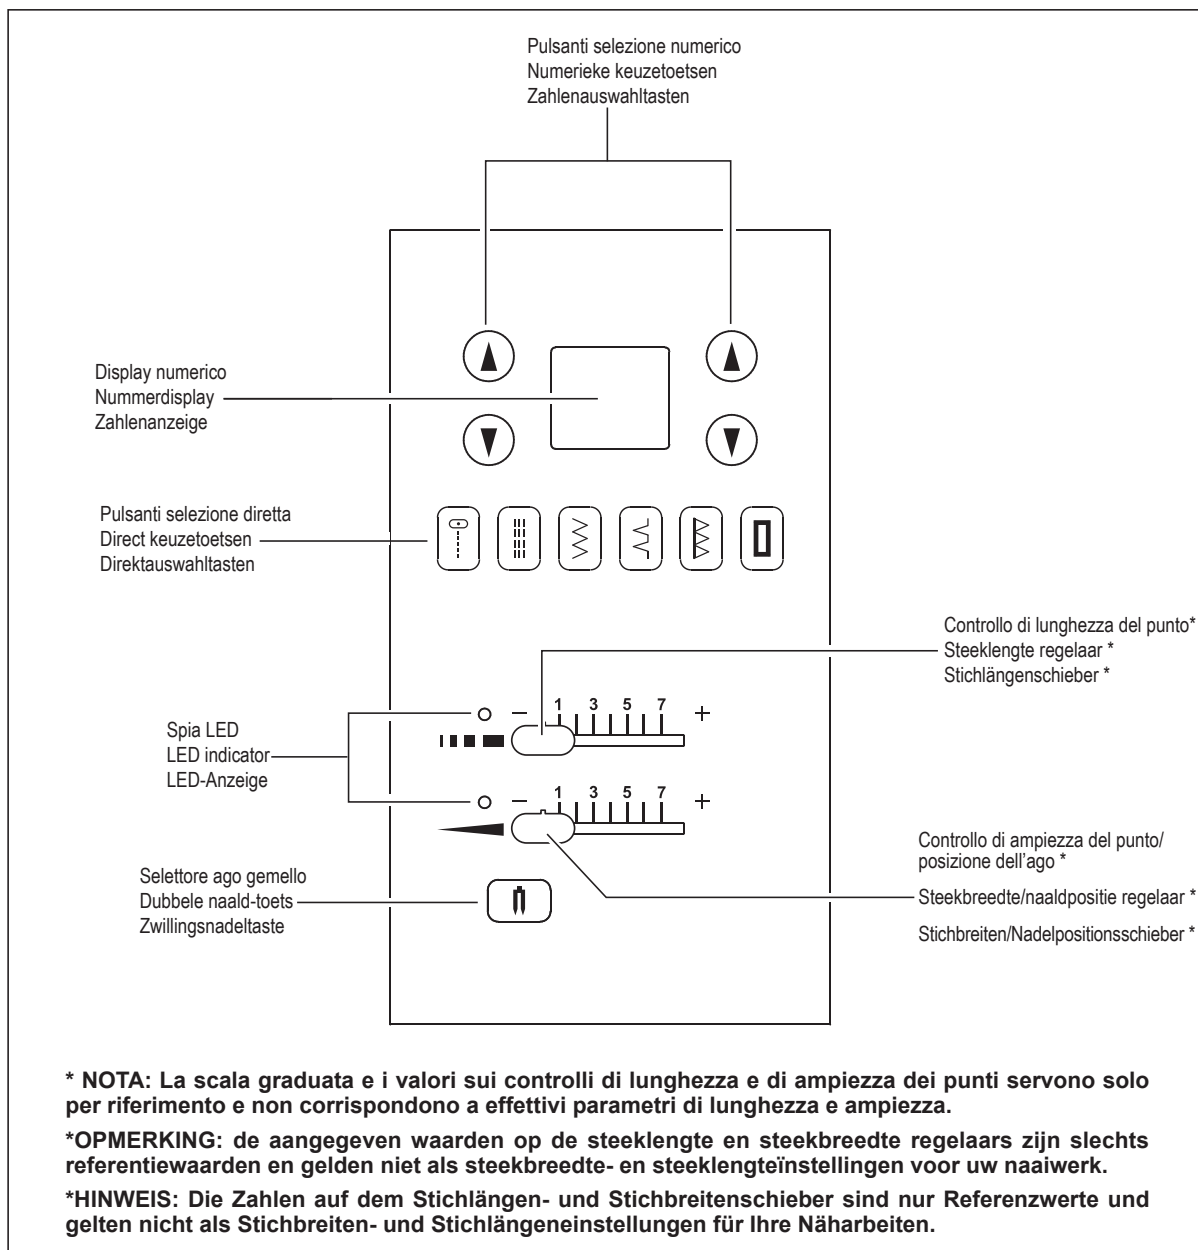 Pulsanti selezione numerico
Numerieke keuzetoetsen
Zahlenauswahltasten
Display numerico
Nummerdisplay
Zahlenanzeige
Pulsanti selezione diretta
Direct keuzetoetsen
Direktauswahltasten
Controllo di lunghezza del punto*
Steeklengte regelaar *
Stichlängenschieber *
Spia LED
LED indicator
LED-Anzeige
− 1 3 5 7 +
− 1 3 5 7 +
Controllo di ampiezza del punto/
posizione dell'ago *
Steekbreedte/naaldpositie regelaar *
Stichbreiten/Nadelpositionsschieber *
Selettore ago gemello
Dubbele naald-toets
Zwillingsnadeltaste
* NOTA: La scala graduata e i valori sui controlli di lunghezza e di ampiezza dei punti servono solo
per riferimento e non corrispondono a effettivi parametri di lunghezza e ampiezza.
*OPMERKING: de aangegeven waarden op de steeklengte en steekbreedte regelaars zijn slechts
referentiewaarden en gelden niet als steekbreedte- en steeklengteïnstellingen voor uw naaiwerk.
*HINWEIS: Die Zahlen auf dem Stichlängen- und Stichbreitenschieber sind nur Referenzwerte und
gelten nicht als Stichbreiten- und Stichlängeneinstellungen für Ihre Näharbeiten.